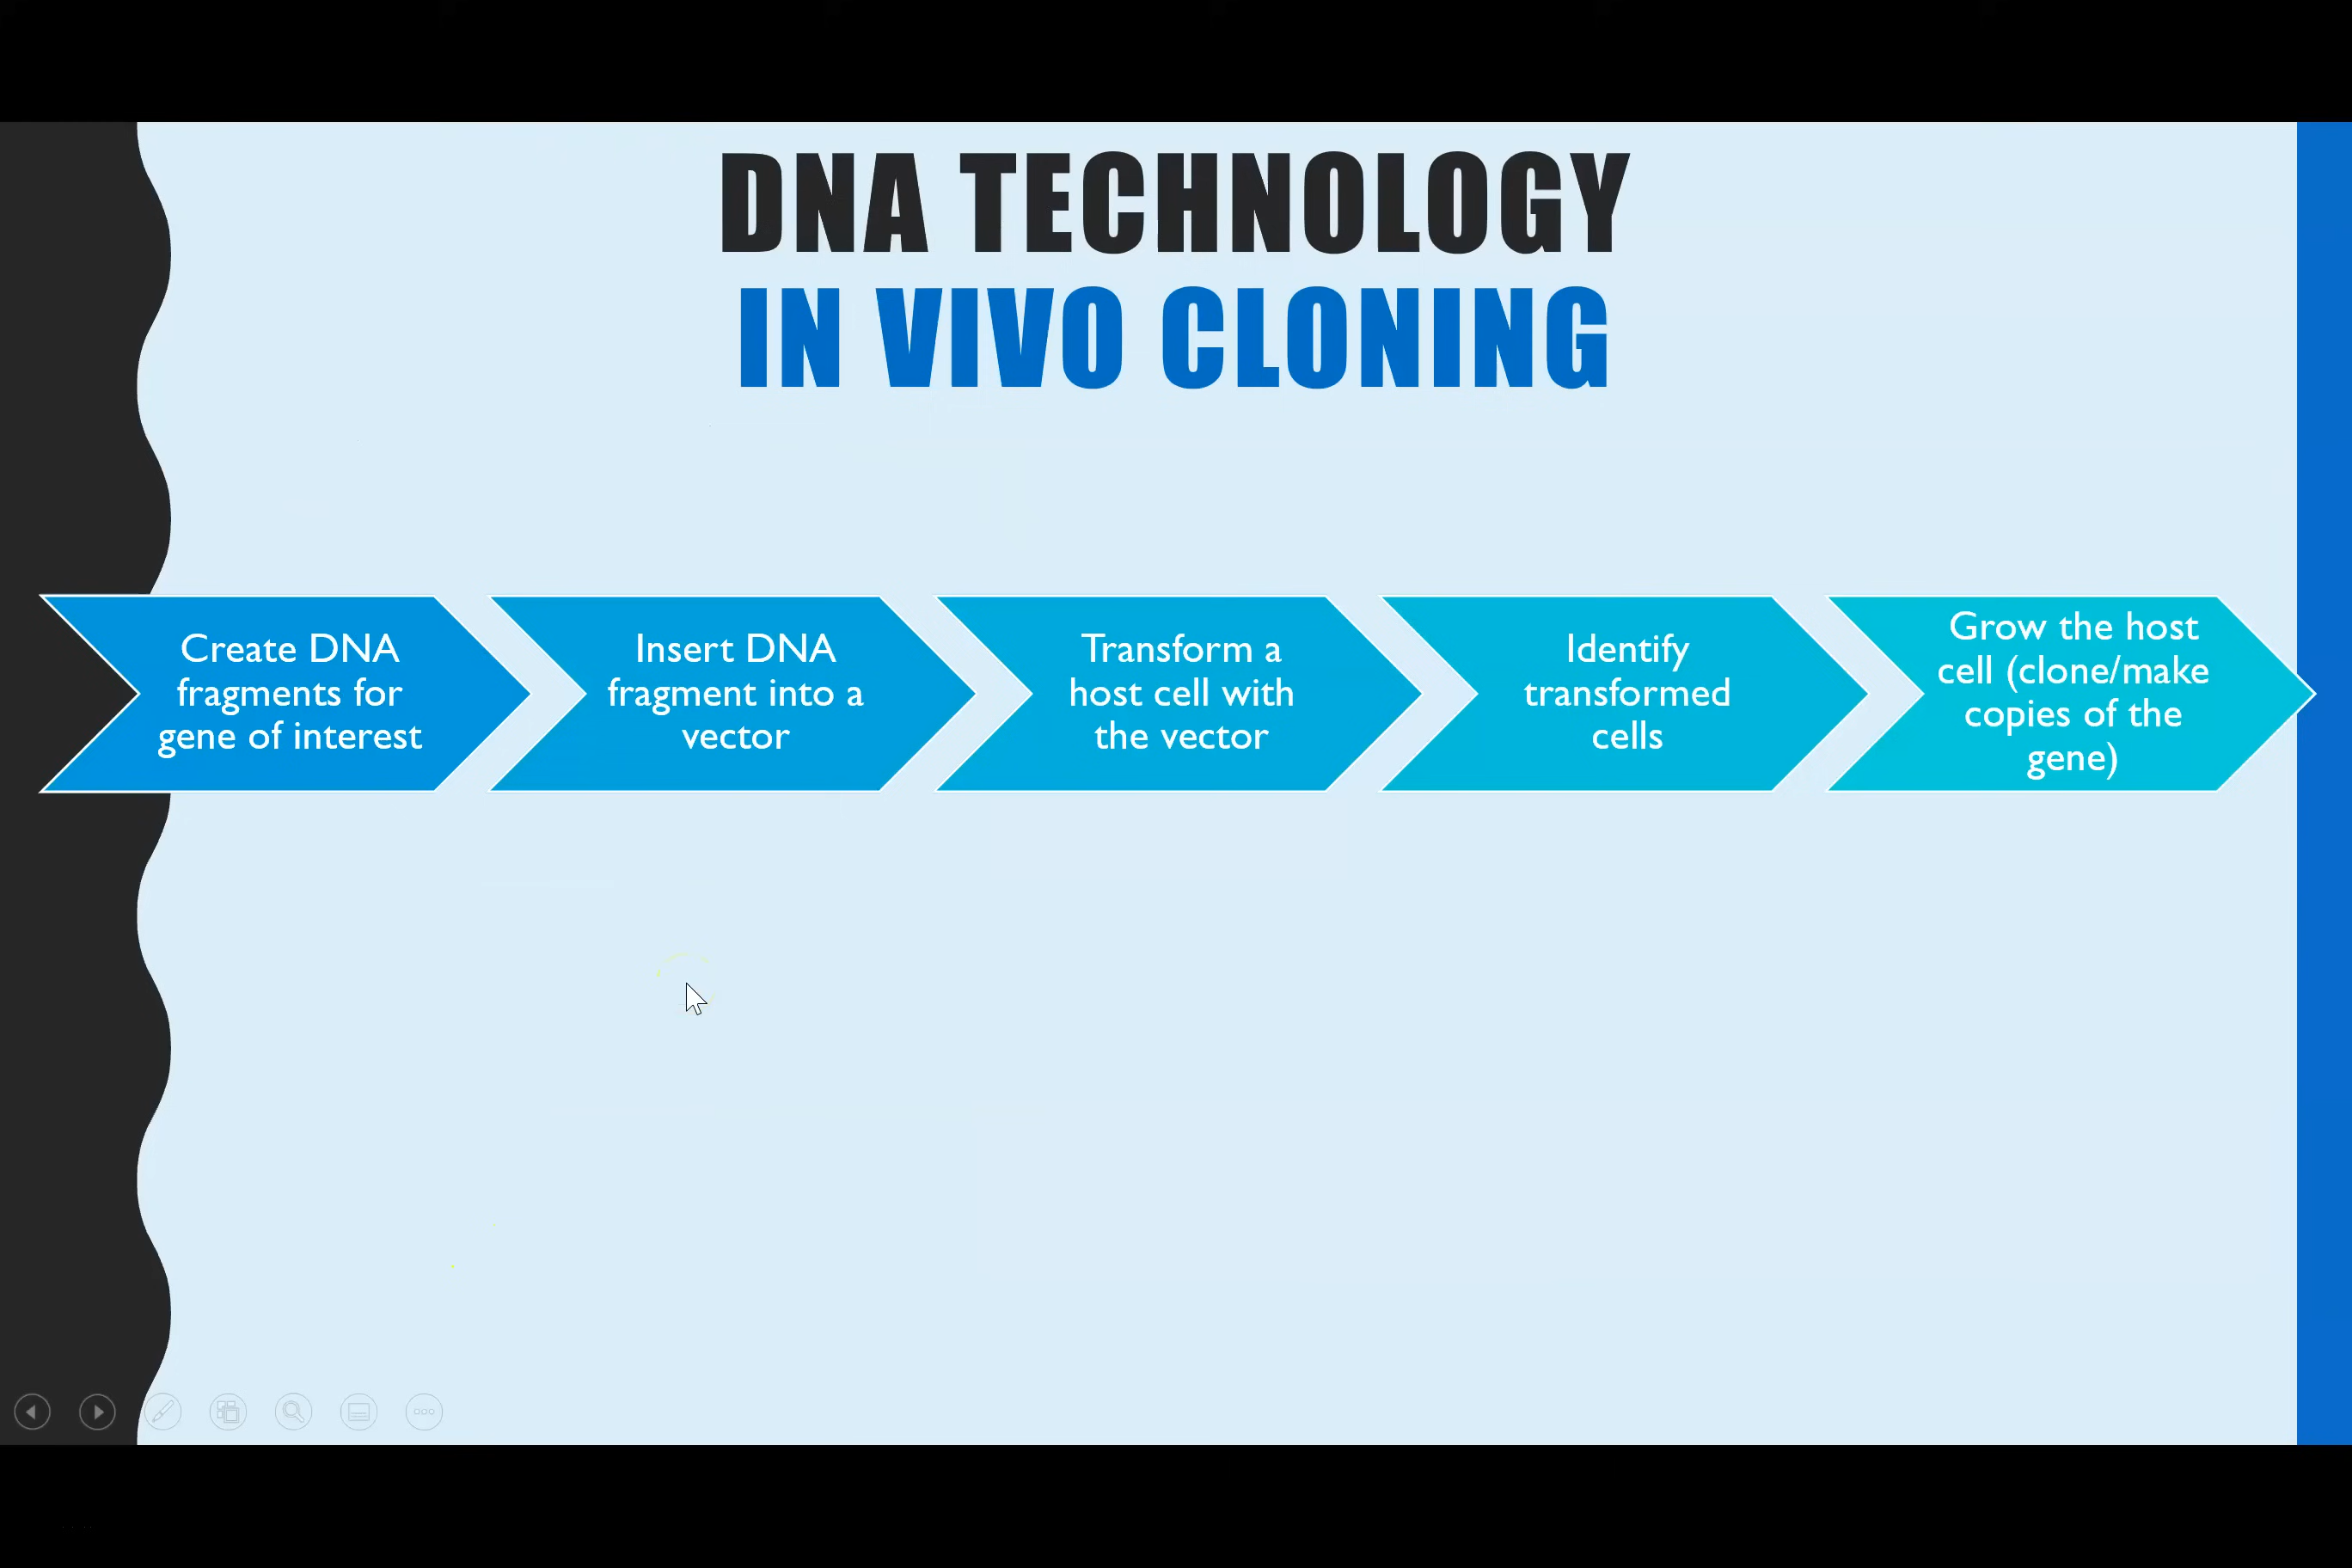 DNA TECHNOLOGY
IN VIVO CLONING
Create DNA
fragments for
gene of interest
Insert DNA
fragment into a
vector
Transform a
host cell with
the vector
Identify
transformed
cells
Grow the host
cell (clone/make
copies of the
gene)